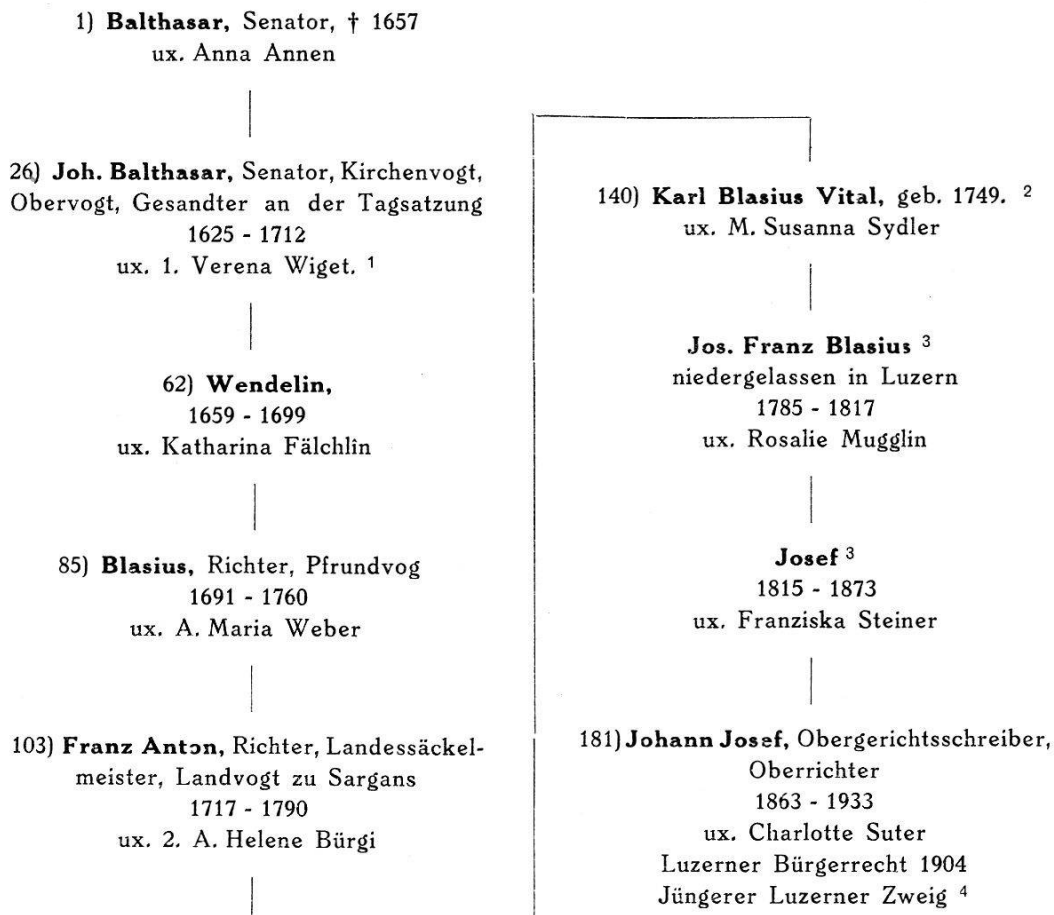 1) Balthasar, Senator, † 1657
ux. Anna Annen
26) Joh. Balthasar, Senator, Kirchenvogt,
Obervogt, Gesandter an der Tagsatzung
1625 - 1712
ux. 1. Verena Wiget. ¹
62) Wendelin,
1659 - 1699
ux. Katharina Fälchlin
85) Blasius, Richter, Pfrundvog
1691 - 1760
ux. A. Maria Weber
103) Franz Anton, Richter, Landessäckel-
meister, Landvogt zu Sargans
1717 - 1790
ux. 2. A. Helene Bürgi
140) Karl Blasius Vital, geb. 1749. ²
ux. M. Susanna Sydler
Jos. Franz Blasius ³
niedergelassen in Luzern
1785 - 1817
ux. Rosalie Mugglin
Josef ³
1815 - 1873
ux. Franziska Steiner
181) Johann Josef, Obergerichtsschreiber,
Oberrichter
1863 - 1933
ux. Charlotte Suter
Luzerner Bürgerrecht 1904
Jüngerer Luzerner Zweig ⁴